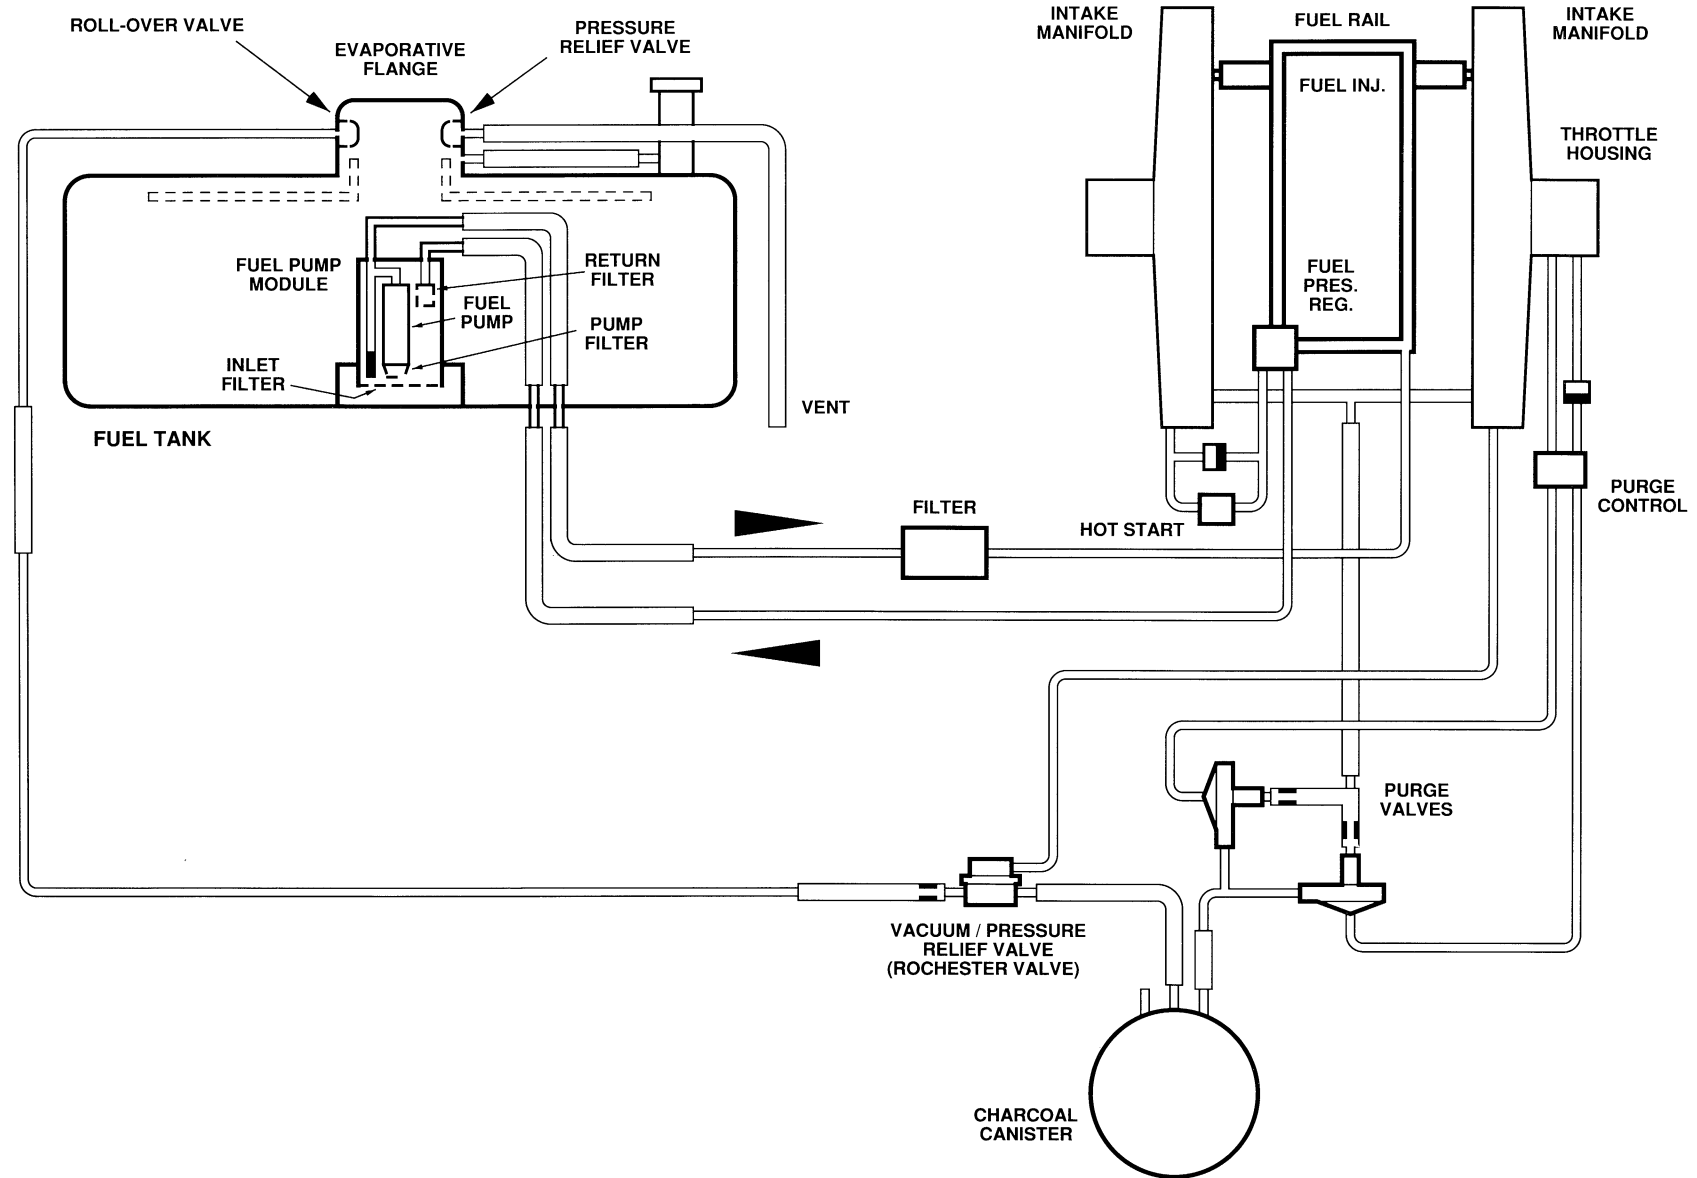 ROLL-OVER VALVE
EVAPORATIVE
FLANGE
PRESSURE
RELIEF VALVE
INTAKE
MANIFOLD
FUEL RAIL
INTAKE
MANIFOLD
FUEL INJ.
THROTTLE
HOUSING
FUEL PUMP
MODULE
RETURN
FILTER
FUEL
PUMP
PUMP
FILTER
INLET
FILTER
FUEL
PRES.
REG.
VENT
FUEL TANK
FILTER
HOT START
PURGE
CONTROL
PURGE
VALVES
VACUUM / PRESSURE
RELIEF VALVE
(ROCHESTER VALVE)
CHARCOAL
CANISTER